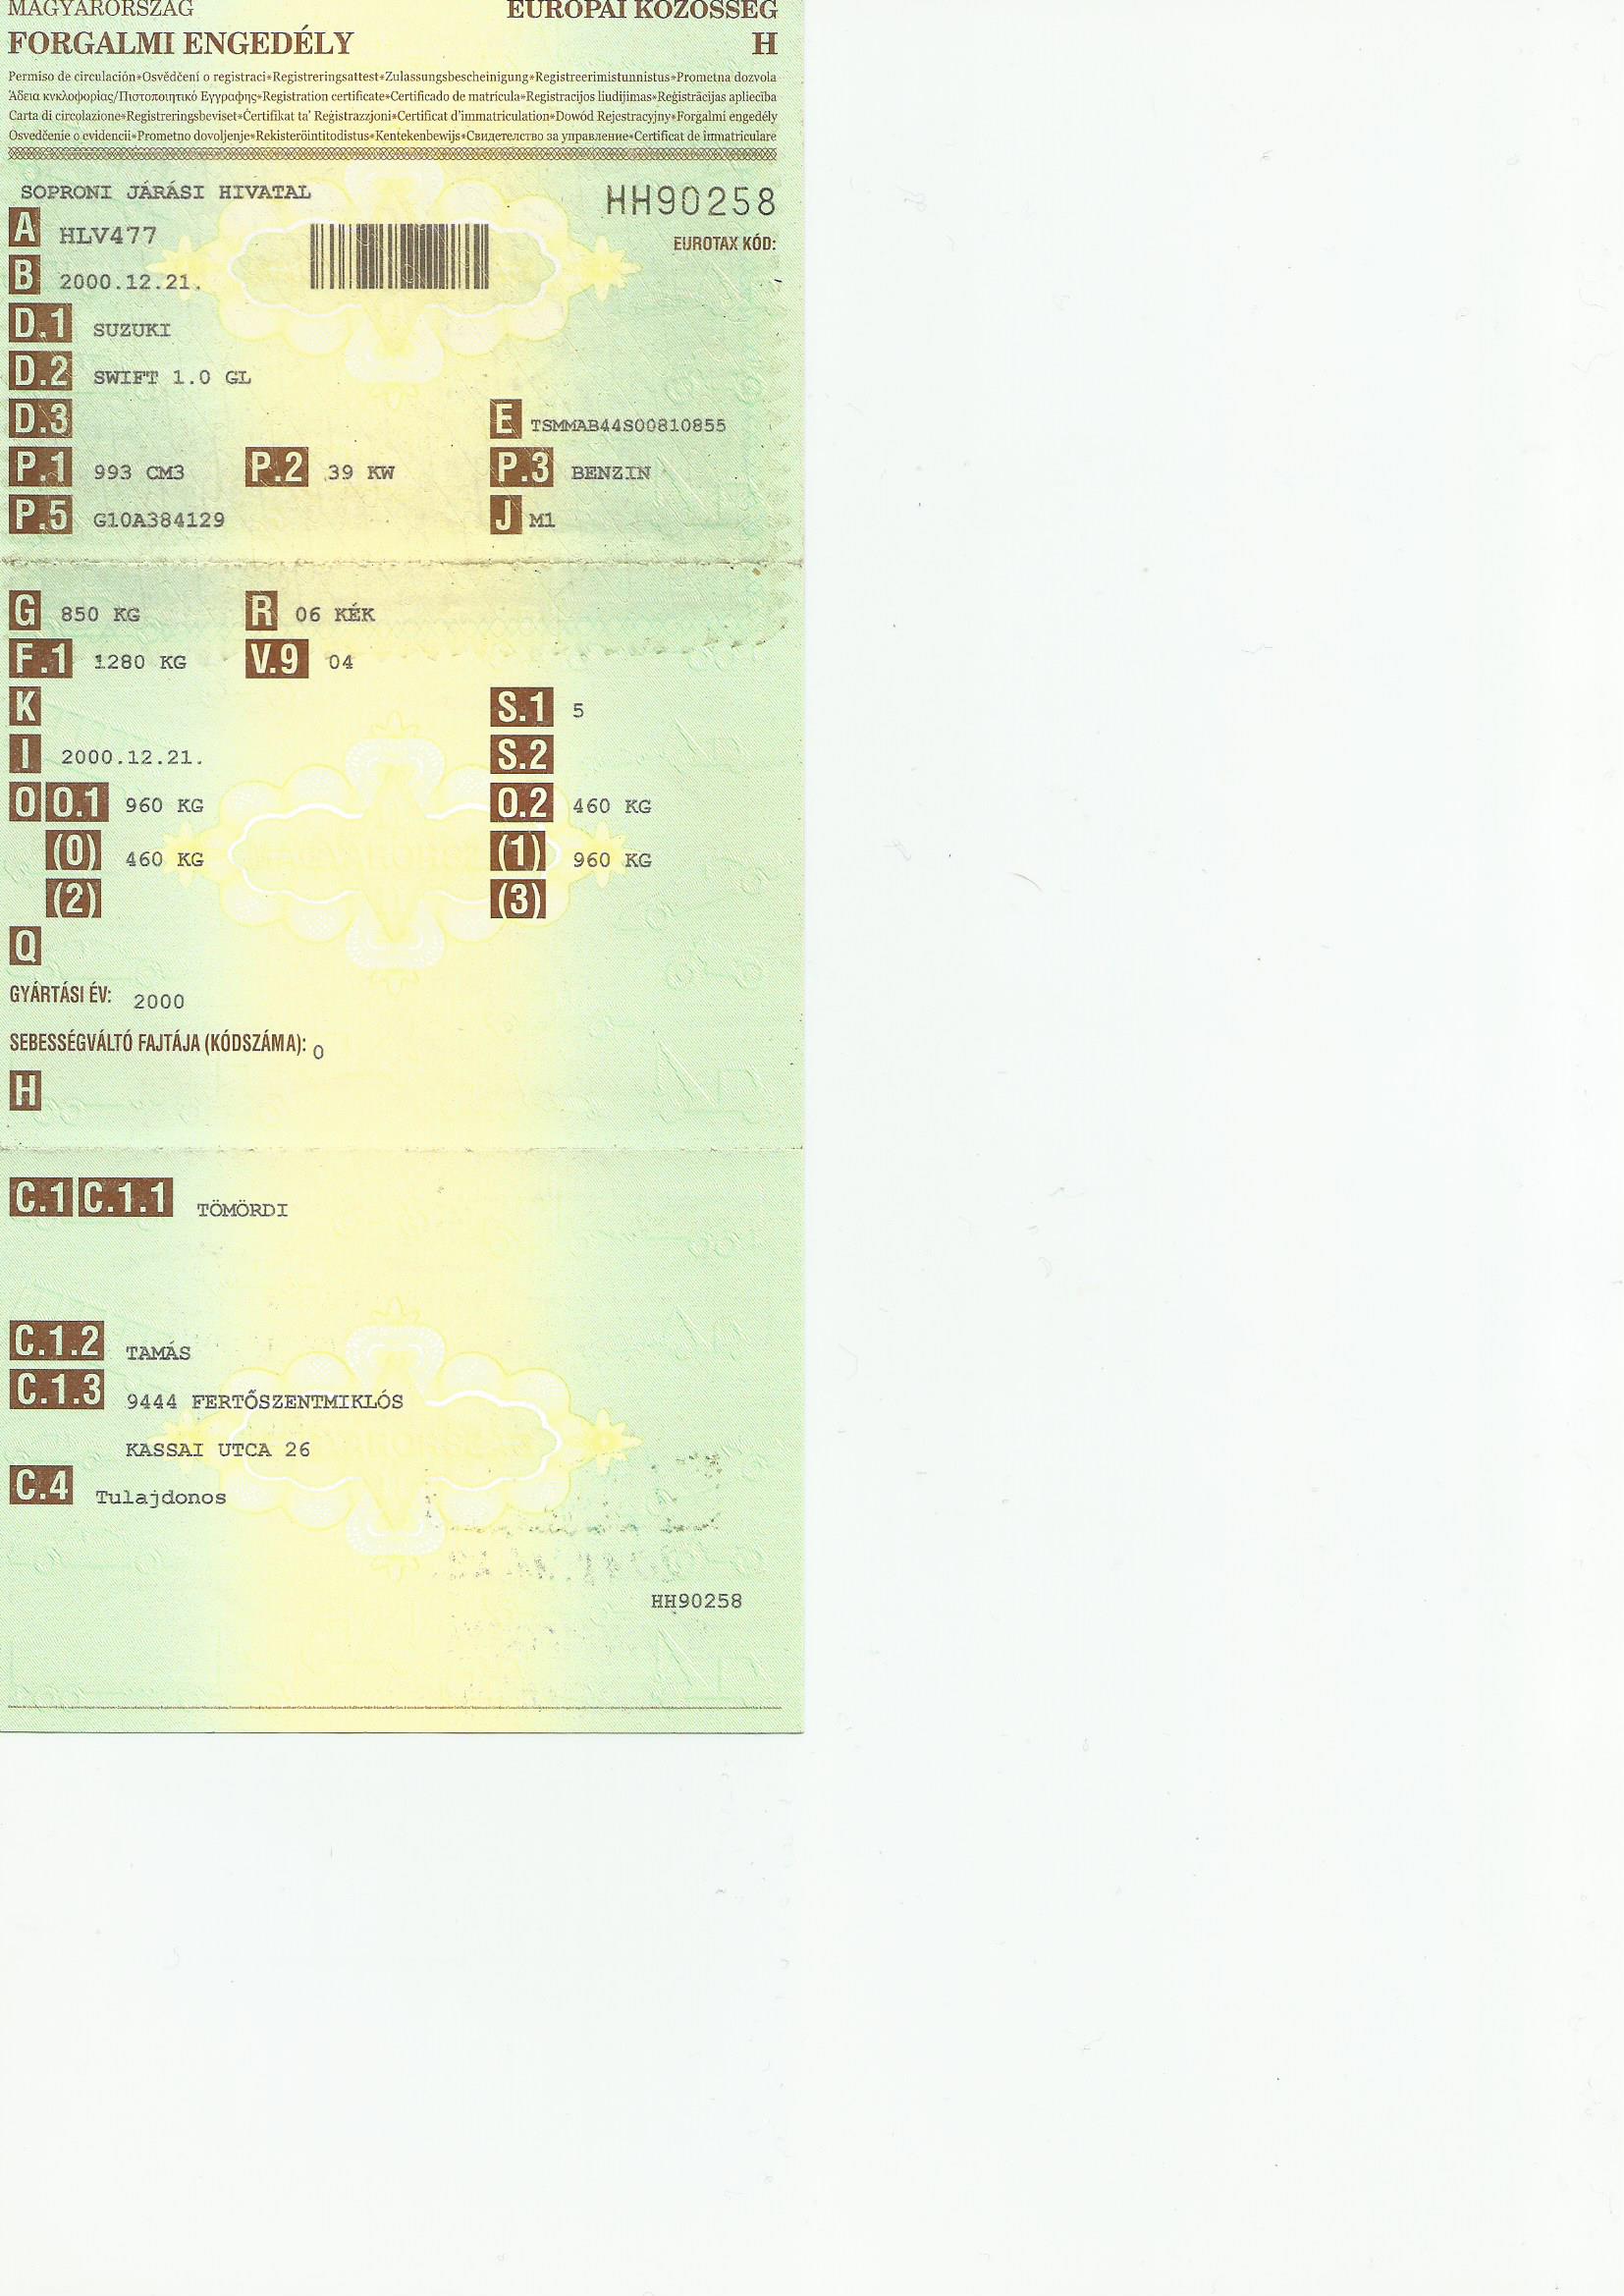 MAGYARORSZÁG EURÓPAI KÖZÖSSÉG
FORGALMI ENGEDÉLY H
Permiso de circulación*Osvědčení o registraci*Registreringsattest*Zulassungsbescheinigung*Registreerimistunnistus*Prometna dozvola
Άδεια κυκλοφορίας/Πιστοποιητικό Εγγραφης*Registration certificate*Certificado de matrícula*Registracijos liudijimas*Reģistrācijas apliecība
Carta di circolazione*Registreringsbeviset*Ċertifikat ta' Reġistrazzjoni*Certificat d'immatriculation*Dowód Rejestracyjny*Forgalmi engedély
Osvedčenie o evidencii*Prometno dovoljenje*Rekisteröintitodistus*Kentekenbewijs*Свидетелство за управление*Certificat de înmatriculare
SOPRONI JÁRÁSI HIVATAL HH90258
A HLV477 EUROTAX KÓD:
B 2000.12.21.
D.1 SUZUKI
D.2 SWIFT 1.0 GL
D.3 E TSMMAB44S00810855
P.1 993 CM3 P.2 39 KW P.3 BENZIN
P.5 G10A384129 J M1
G 850 KG R 06 KÉK
F.1 1280 KG V.9 04
K S.1 5
I 2000.12.21. S.2
O O.1 960 KG O.2 460 KG
(0) 460 KG (1) 960 KG
(2) (3)
Q
GYÁRTÁSI ÉV: 2000
SEBESSÉGVÁLTÓ FAJTÁJA (KÓDSZÁMA): 0
H
C.1 C.1.1 TÖMÖRDI
C.1.2 TAMÁS
C.1.3 9444 FERTŐSZENTMIKLÓS
KASSAI UTCA 26
C.4 Tulajdonos
HH90258